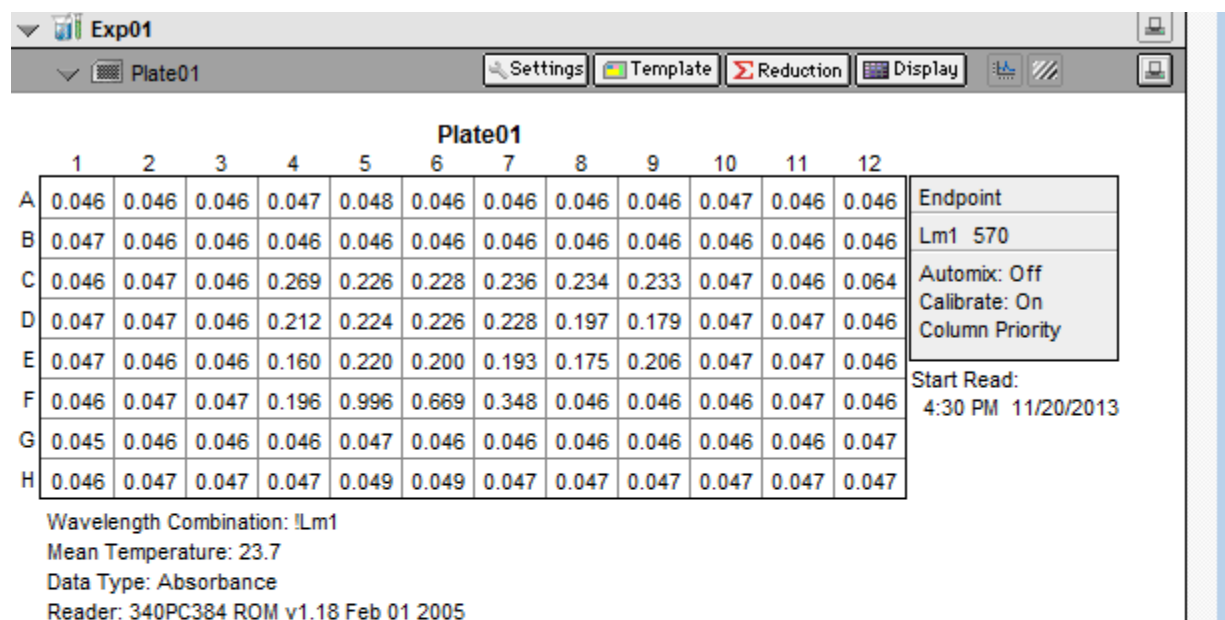 Exp01
Plate01 Settings Template Reduction Display
Plate01
1 2 3 4 5 6 7 8 9 10 11 12
A 0.046 0.046 0.046 0.047 0.048 0.046 0.046 0.046 0.046 0.047 0.046 0.046
B 0.047 0.046 0.046 0.046 0.046 0.046 0.046 0.046 0.046 0.046 0.046 0.046
C 0.046 0.047 0.046 0.269 0.226 0.228 0.236 0.234 0.233 0.047 0.046 0.064
D 0.047 0.047 0.046 0.212 0.224 0.226 0.228 0.197 0.179 0.047 0.047 0.046
E 0.047 0.046 0.046 0.160 0.220 0.200 0.193 0.175 0.206 0.047 0.047 0.046
F 0.046 0.047 0.047 0.196 0.996 0.669 0.348 0.046 0.046 0.046 0.047 0.046
G 0.045 0.046 0.046 0.046 0.047 0.046 0.046 0.046 0.046 0.046 0.046 0.047
H 0.046 0.047 0.047 0.047 0.049 0.049 0.047 0.047 0.047 0.047 0.047 0.047
Endpoint
Lm1 570
Automix: Off
Calibrate: On
Column Priority
Start Read:
4:30 PM 11/20/2013
Wavelength Combination: !Lm1
Mean Temperature: 23.7
Data Type: Absorbance
Reader: 340PC384 ROM v1.18 Feb 01 2005